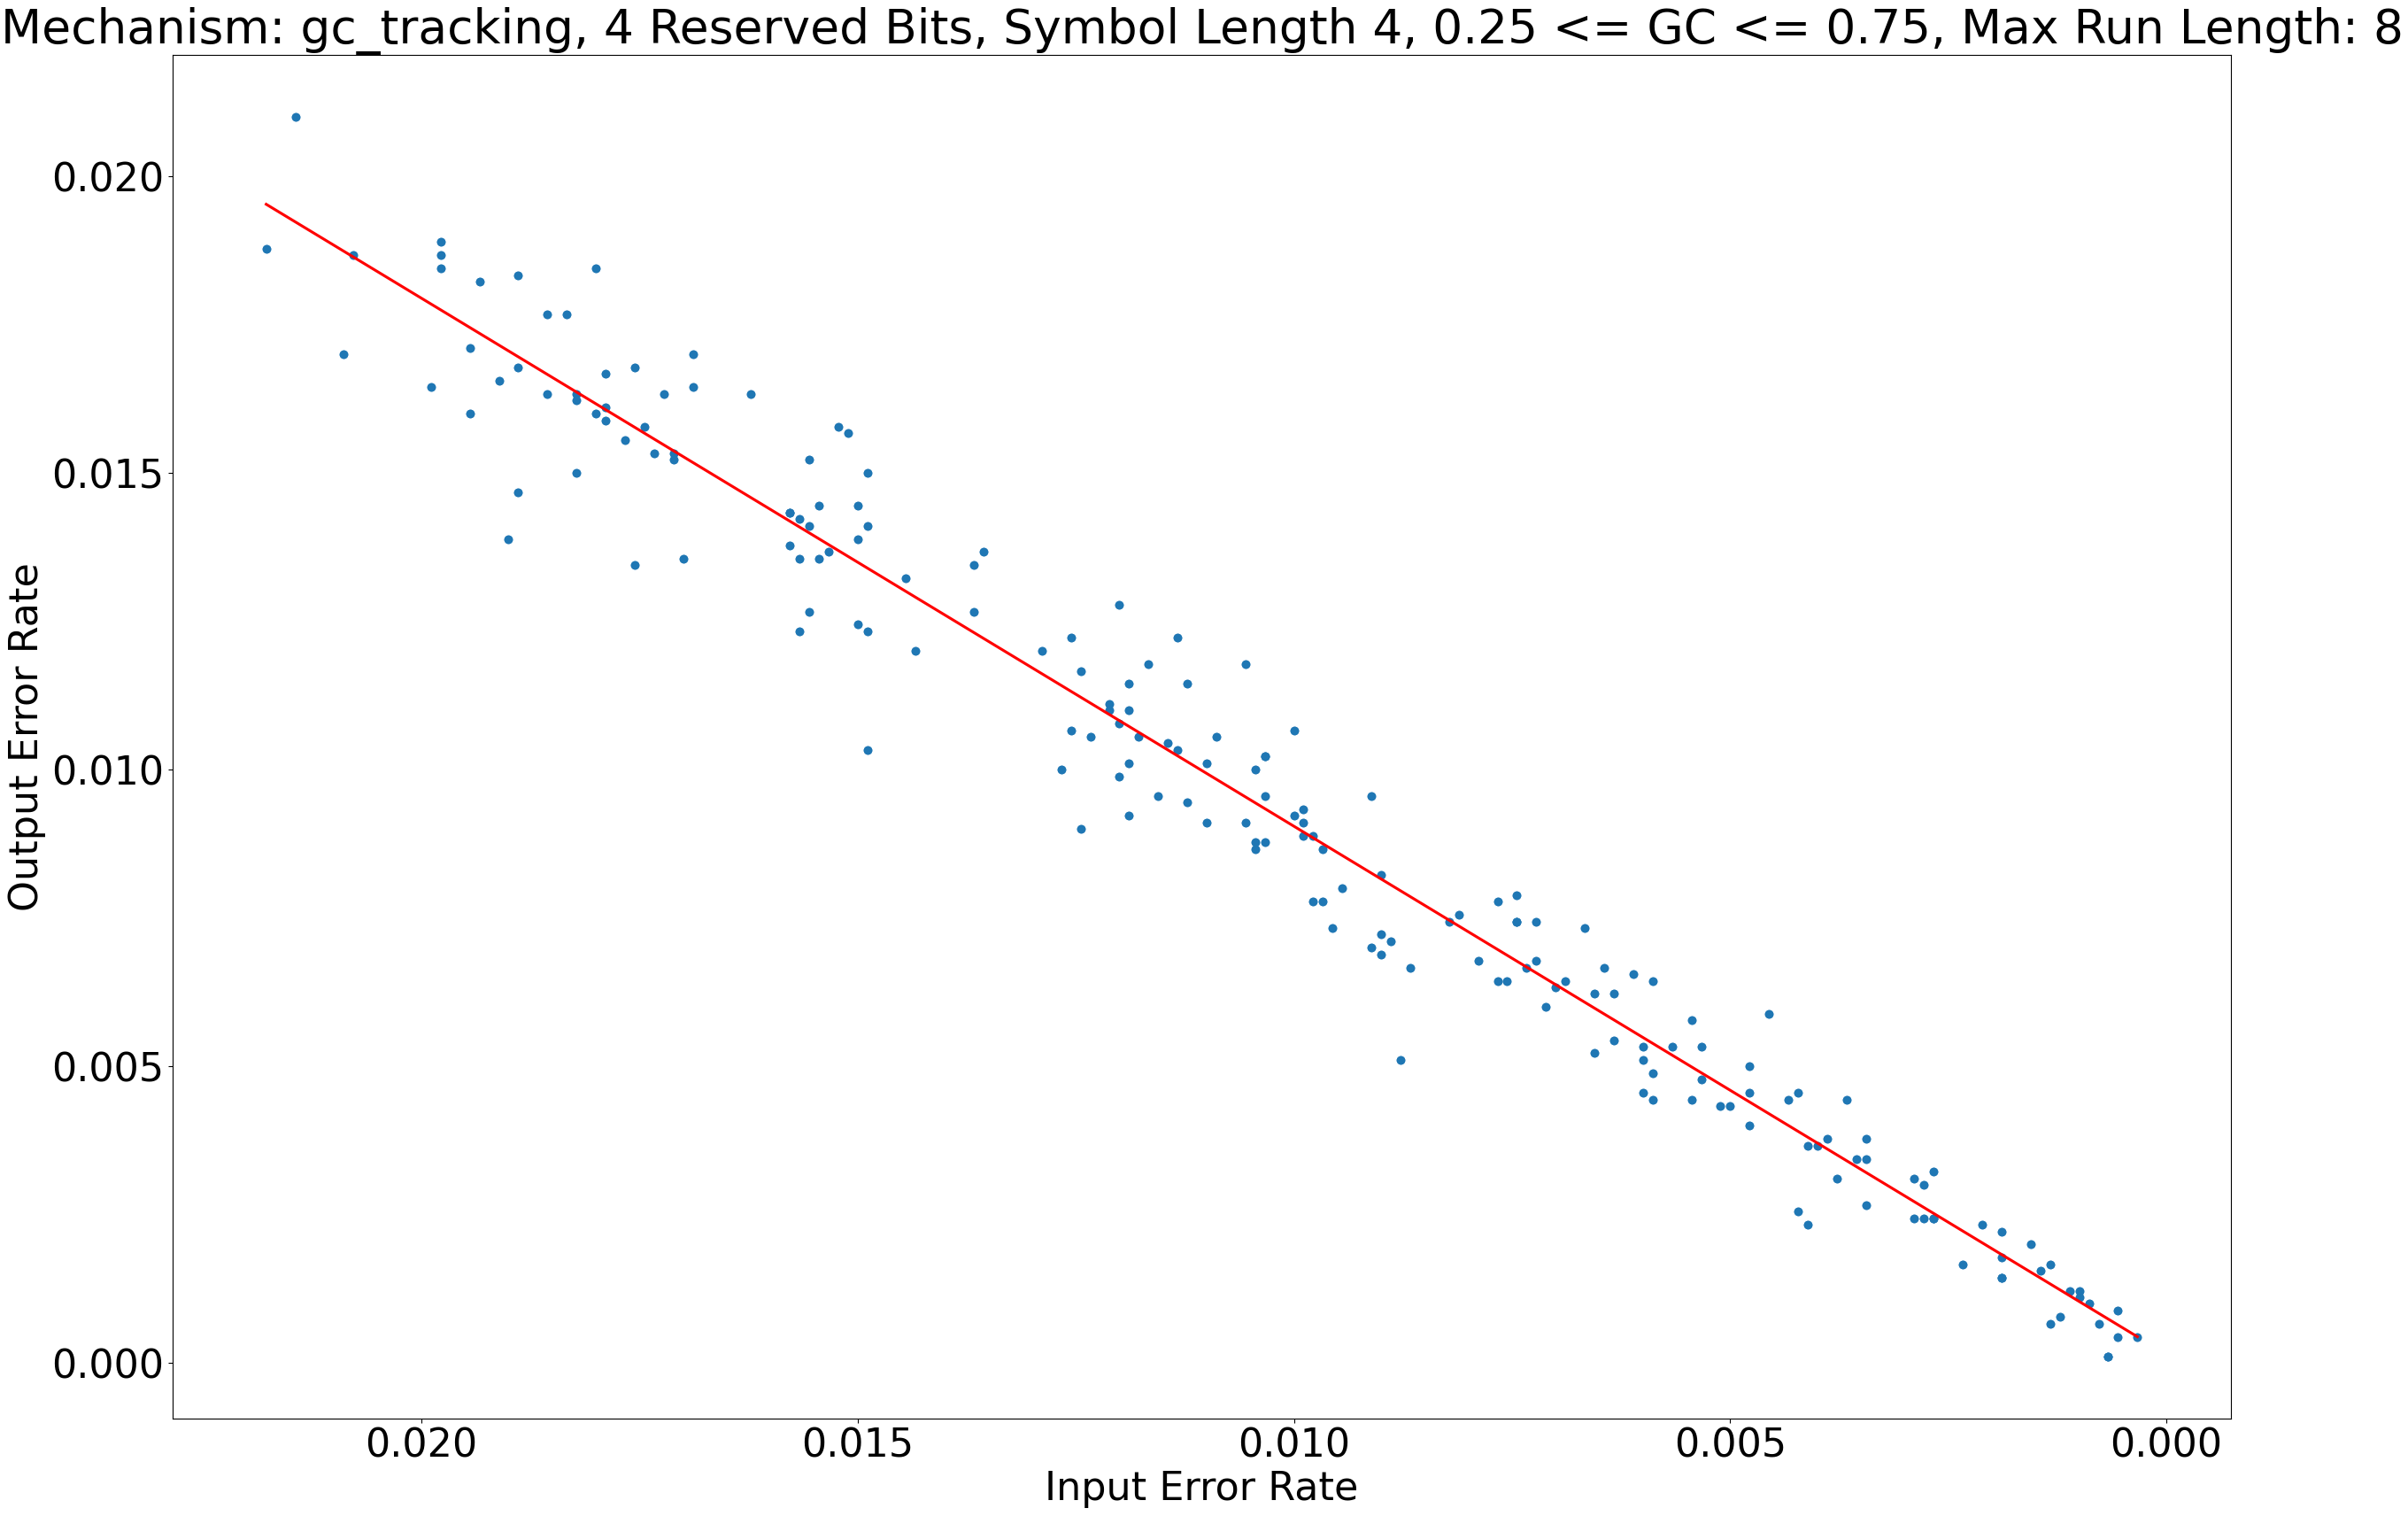 Mechanism: gc_tracking, 4 Reserved Bits, Symbol Length 4, 0.25 <= GC <= 0.75, Max Run Length: 8
0.020
0.015
0.010
0.005
0.000
Output Error Rate
0.020 0.015 0.010 0.005 0.000
Input Error Rate